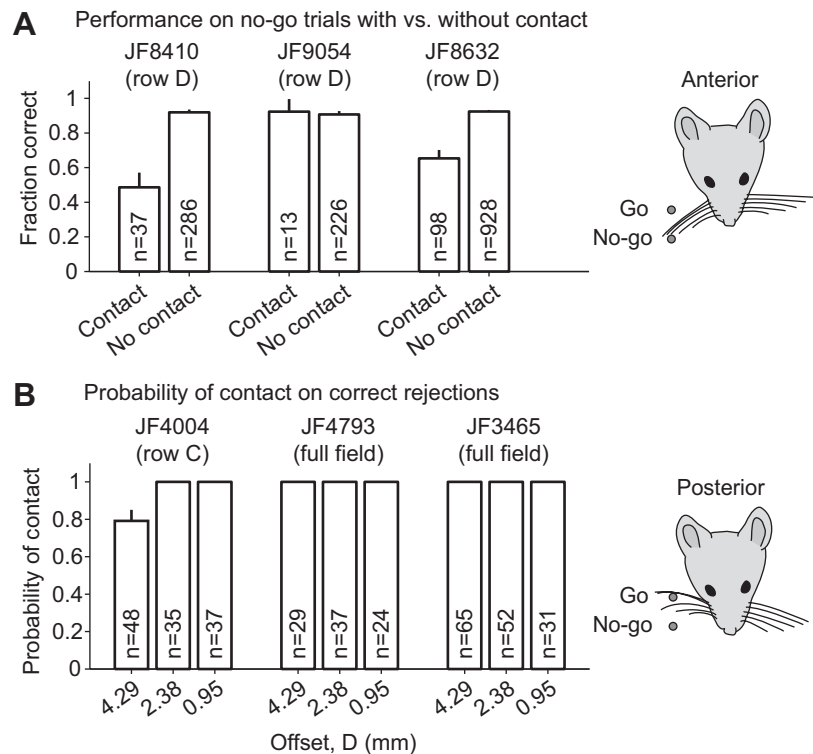 A Performance on no-go trials with vs. without contact
JF8410 JF9054 JF8632
(row D) (row D) (row D)
Fraction correct
1
0.8
0.6
0.4
0.2
0
n=37
n=286
n=13
n=226
n=98
n=928
Contact
No contact
Contact
No contact
Contact
No contact
Anterior
Go
No-go
B Probability of contact on correct rejections
JF4004 JF4793 JF3465
(row C) (full field) (full field)
Probability of contact
1
0.8
0.6
0.4
0.2
0
n=48
n=35
n=37
n=29
n=37
n=24
n=65
n=52
n=31
4.29 2.38 0.95 4.29 2.38 0.95 4.29 2.38 0.95
Offset, D (mm)
Posterior
Go
No-go